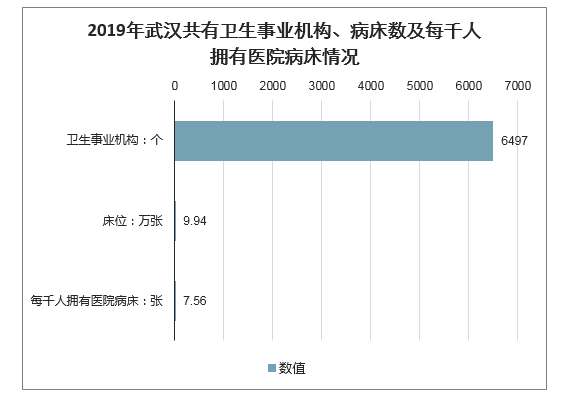 2019年武汉共有卫生事业机构、病床数及每千人
拥有医院病床情况
0 1000 2000 3000 4000 5000 6000 7000
卫生事业机构：个 6497
床位：万张 9.94
每千人拥有医院病床：张 7.56
数值